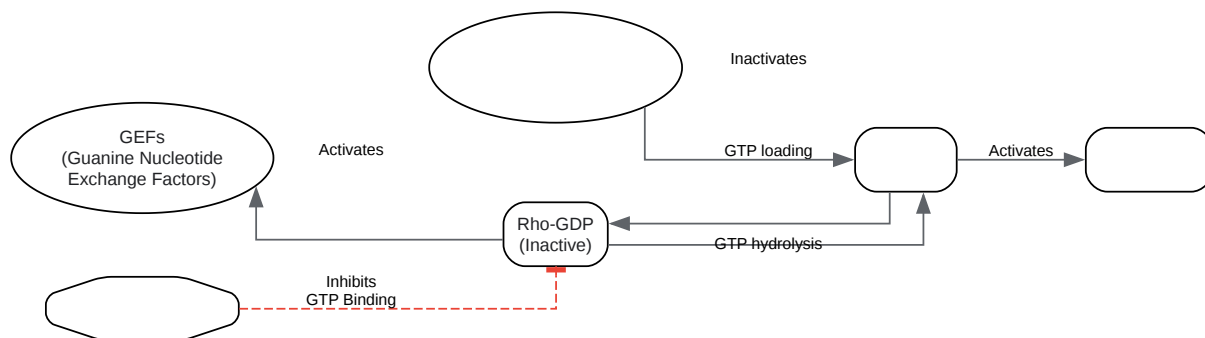 Inactivates
GEFs
(Guanine Nucleotide
Exchange Factors)
Activates
GTP loading
Activates
Rho-GDP
(Inactive)
GTP hydrolysis
Inhibits
GTP Binding